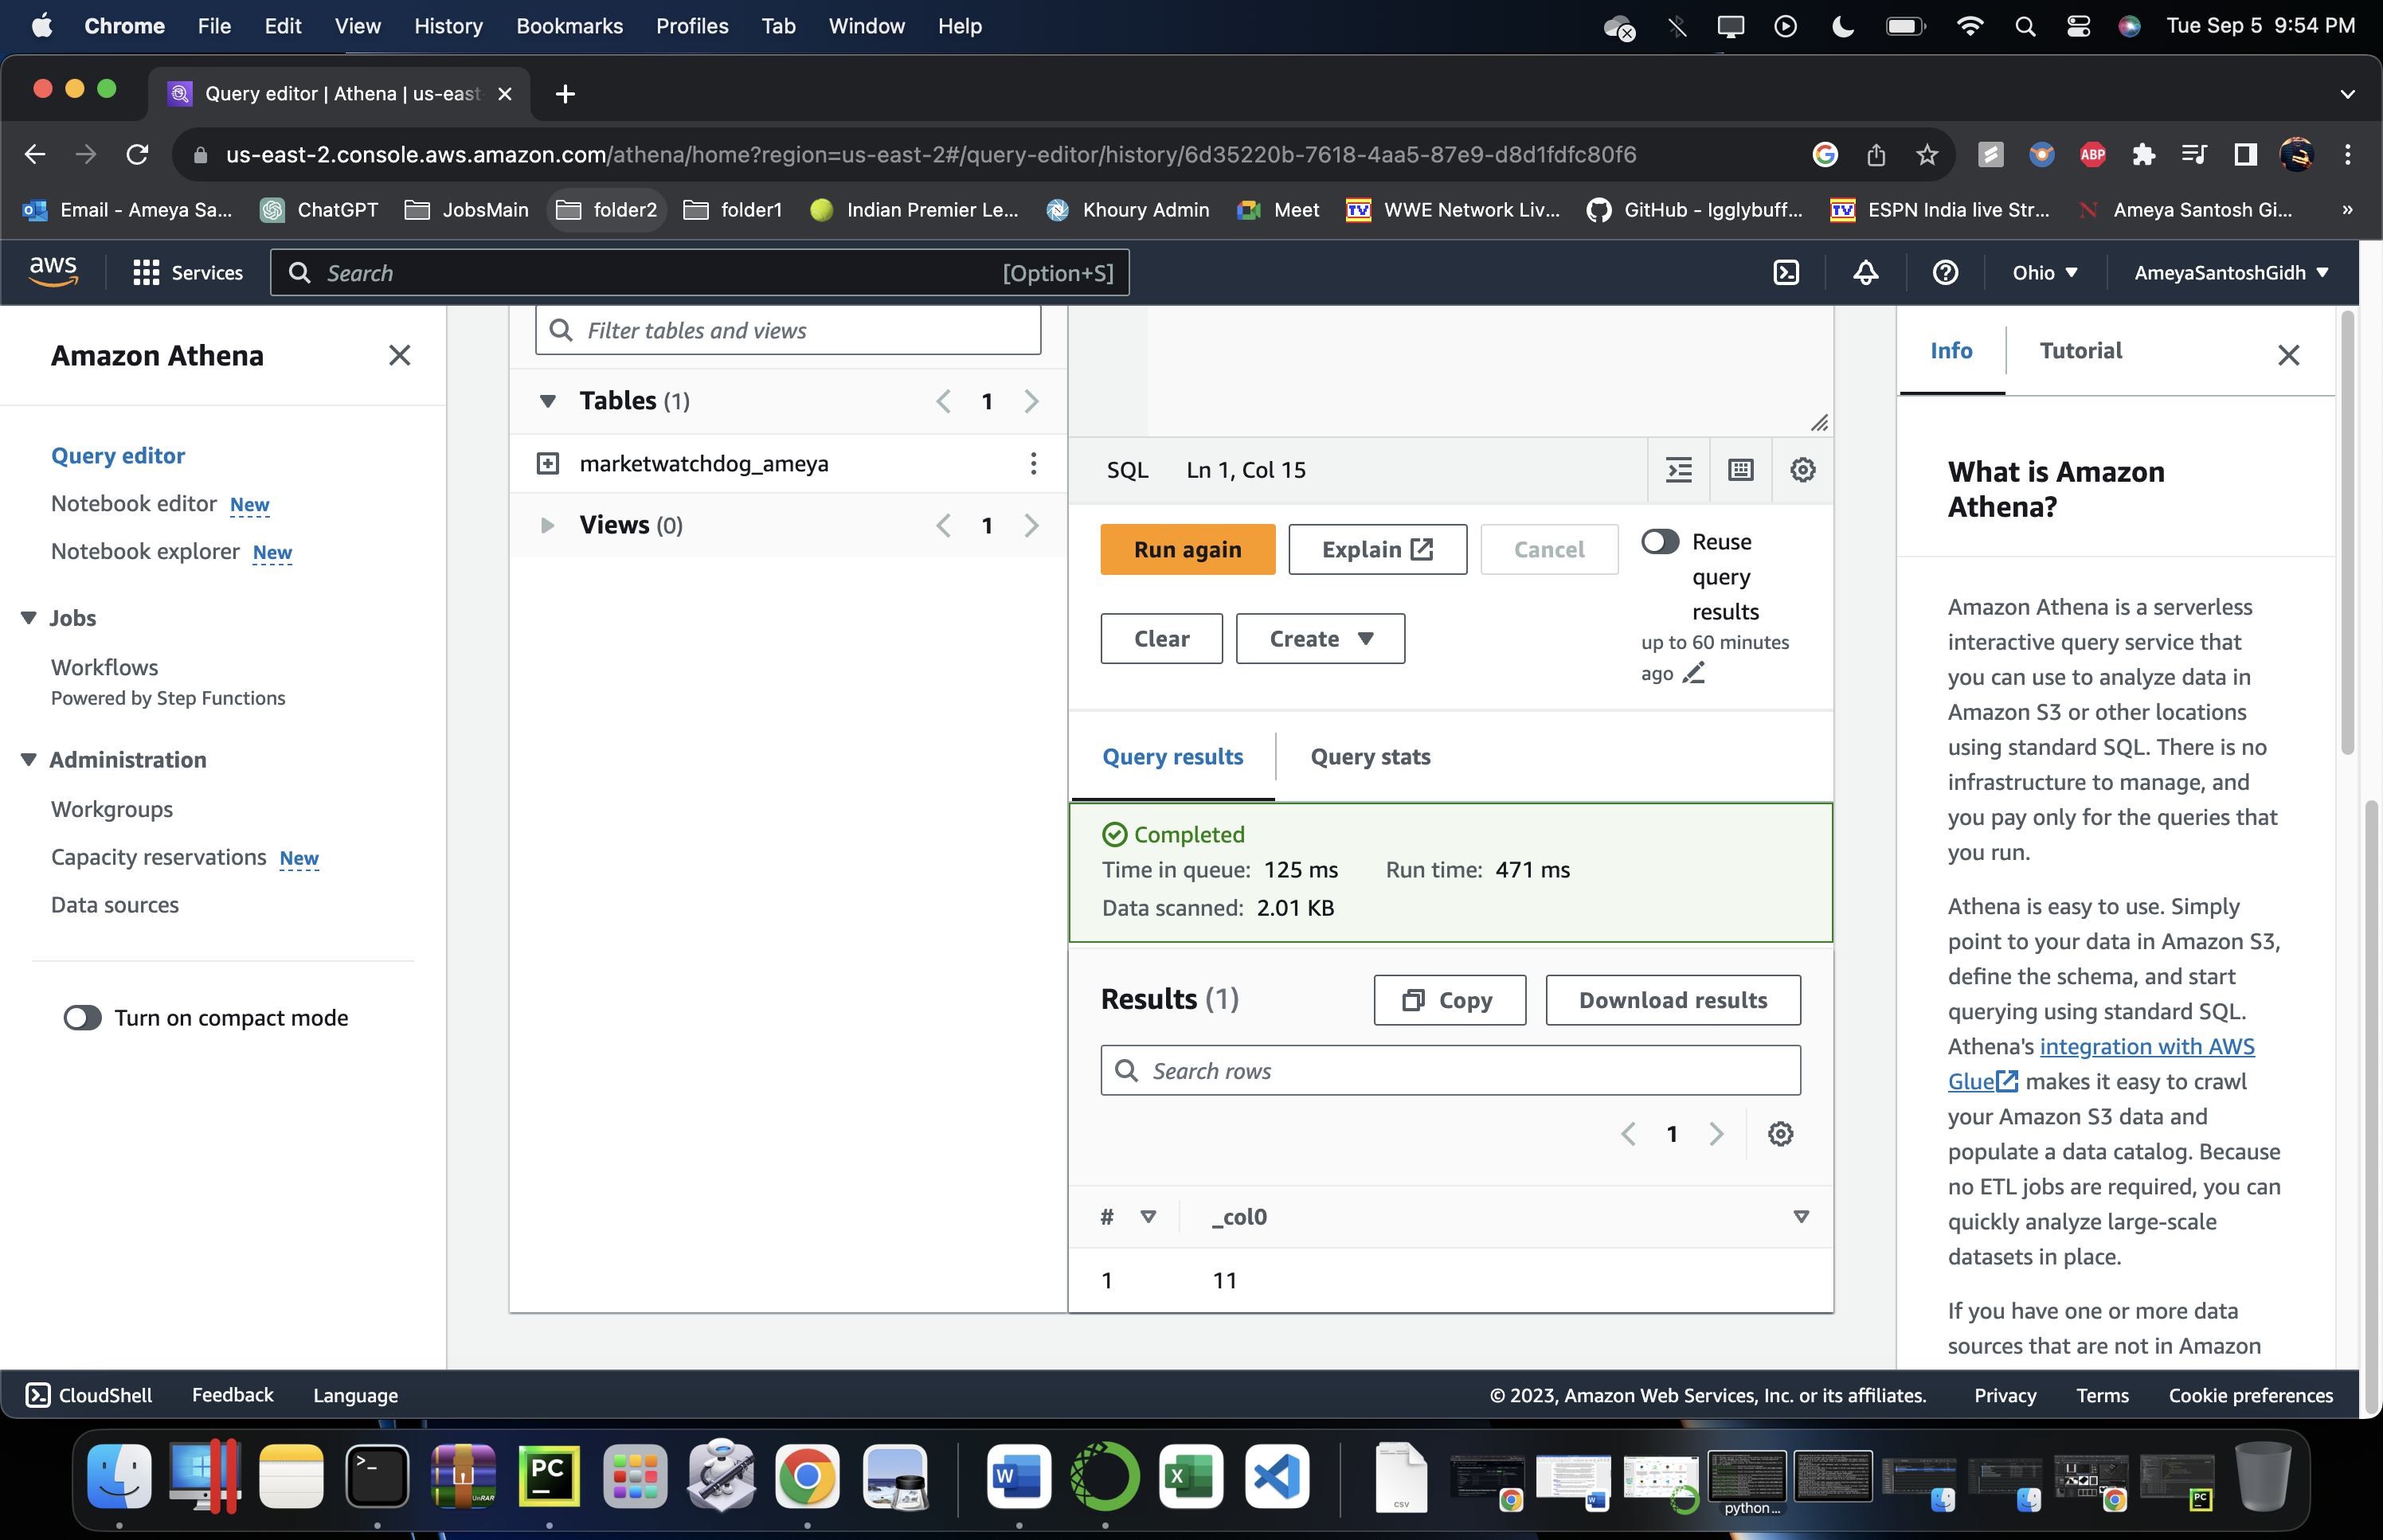 Chrome File Edit View History Bookmarks Profiles Tab Window Help Tue Sep 5 9:54 PM
Query editor | Athena | us-east
us-east-2.console.aws.amazon.com/athena/home?region=us-east-2#/query-editor/history/6d35220b-7618-4aa5-87e9-d8d1fdfc80f6
ABP
Email - Ameya Sa... ChatGPT JobsMain folder2 folder1 Indian Premier Le... Khoury Admin Meet WWE Network Liv... GitHub - Igglybuff... ESPN India live Str... Ameya Santosh Gi... »
aws Services Search [Option+S] Ohio AmeyaSantoshGidh
Amazon Athena
Query editor
Notebook editor New
Notebook explorer New
Jobs
Workflows
Powered by Step Functions
Administration
Workgroups
Capacity reservations New
Data sources
Turn on compact mode
Filter tables and views
Tables (1) 1
marketwatchdog_ameya
Views (0) 1
SQL Ln 1, Col 15
Run again Explain Cancel
Reuse
query
results
up to 60 minutes
ago
Clear Create
Query results Query stats
Completed
Time in queue: 125 ms Run time: 471 ms
Data scanned: 2.01 KB
Results (1) Copy Download results
Search rows
1
# _col0
1 11
Info Tutorial
What is Amazon
Athena?
Amazon Athena is a serverless
interactive query service that
you can use to analyze data in
Amazon S3 or other locations
using standard SQL. There is no
infrastructure to manage, and
you pay only for the queries that
you run.
Athena is easy to use. Simply
point to your data in Amazon S3,
define the schema, and start
querying using standard SQL.
Athena's integration with AWS
Glue makes it easy to crawl
your Amazon S3 data and
populate a data catalog. Because
no ETL jobs are required, you can
quickly analyze large-scale
datasets in place.
If you have one or more data
sources that are not in Amazon
CloudShell Feedback Language © 2023, Amazon Web Services, Inc. or its affiliates. Privacy Terms Cookie preferences
UnRAR
PC
W
X
CSV
python...
PC